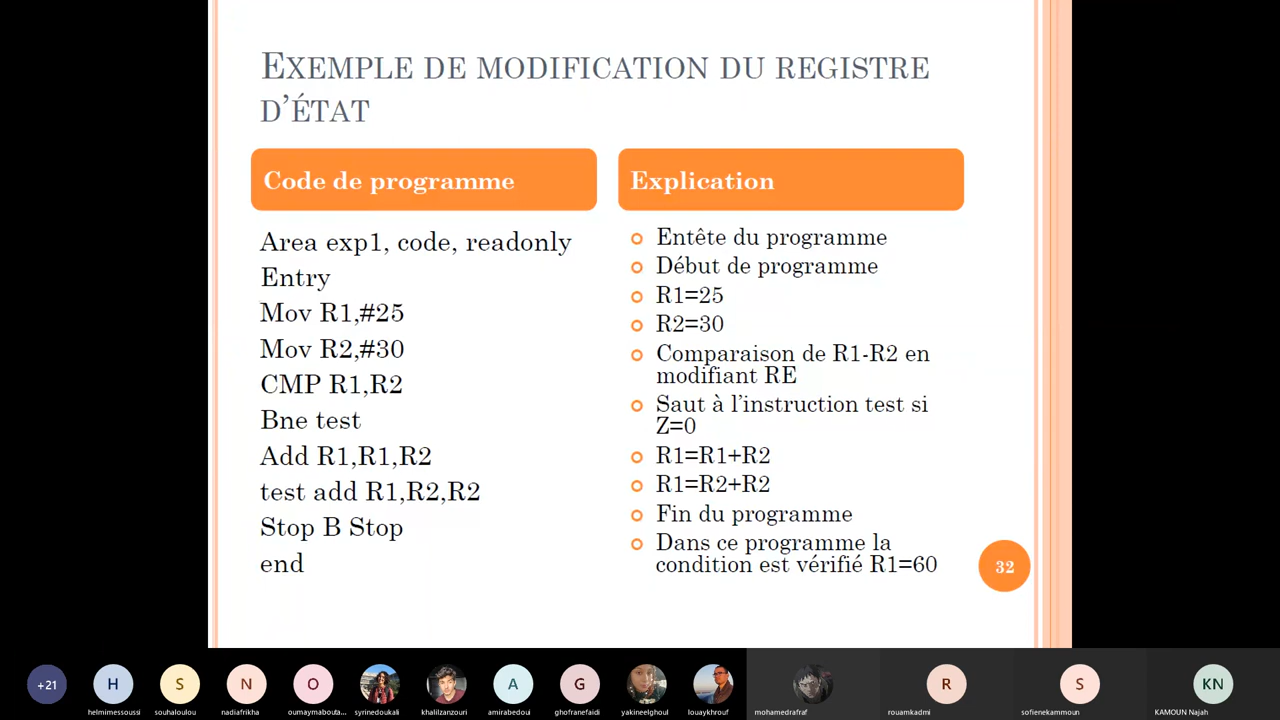 EXEMPLE DE MODIFICATION DU REGISTRE
D'ÉTAT
Code de programme
Area exp1, code, readonly
Entry
Mov R1,#25
Mov R2,#30
CMP R1,R2
Bne test
Add R1,R1,R2
test add R1,R2,R2
Stop B Stop
end
Explication
Entête du programme
Début de programme
R1=25
R2=30
Comparaison de R1-R2 en
modifiant RE
Saut à l'instruction test si
Z=0
R1=R1+R2
R1=R2+R2
Fin du programme
Dans ce programme la
condition est vérifié R1=60
32
+21
H
S
N
O
A
G
R
S
KN
helmimessoussi
souhaloulou
nadiafrikha
oumaymabouta...
syrinedoukali
khalilzanzouri
amirabedoui
ghofranefaidi
yakineelghoul
louaykhrouf
mohamedrafraf
rouamkadmi
sofienekammoun
KAMOUN Najah